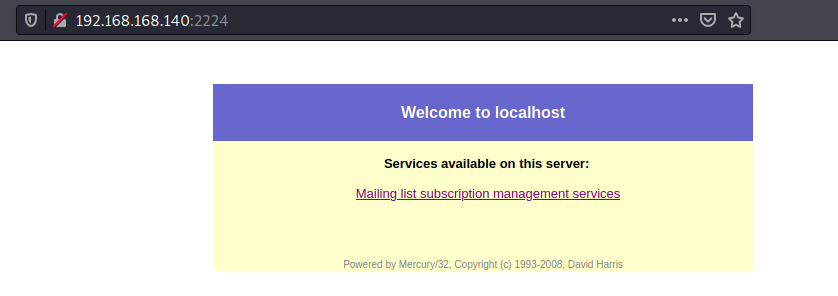 192.168.168.140:2224
Welcome to localhost
Services available on this server:
Mailing list subscription management services
Powered by Mercury/32, Copyright (c) 1993-2008, David Harris